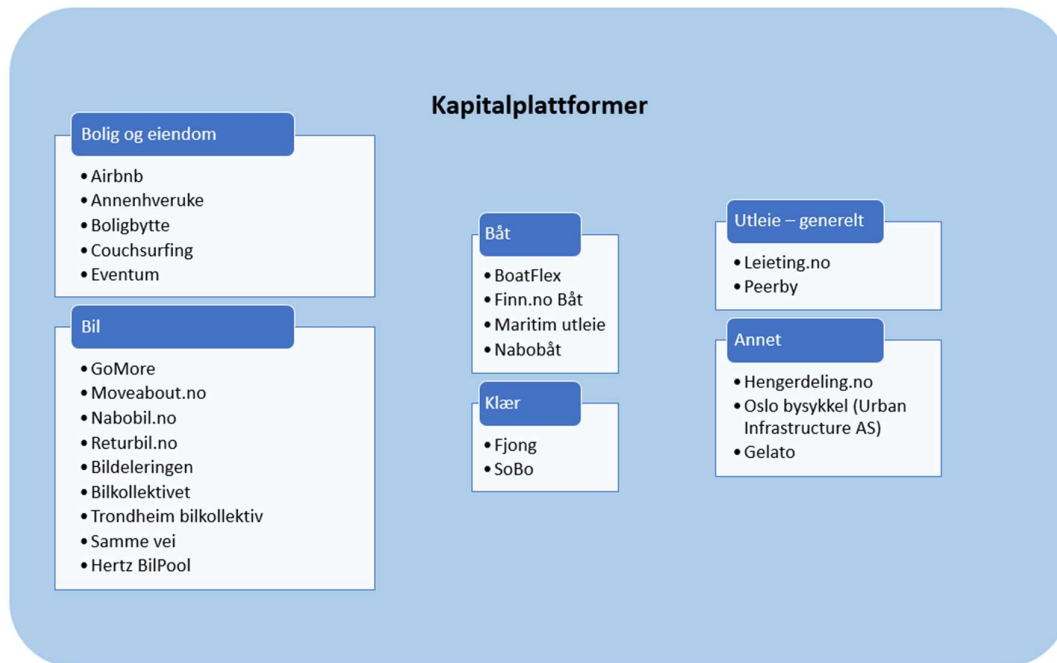 Kapitalplattformer
Bolig og eiendom
• Airbnb
• Annenhveruke
• Boligbytte
• Couchsurfing
• Eventum
Bil
• GoMore
• Moveabout.no
• Nabobil.no
• Returbil.no
• Bildeleringen
• Bilkollektivet
• Trondheim bilkollektiv
• Samme vei
• Hertz BilPool
Båt
• BoatFlex
• Finn.no Båt
• Maritim utleie
• Nabobåt
Klær
• Fjong
• SoBo
Utleie – generelt
• Leieting.no
• Peerby
Annet
• Hengerdeling.no
• Oslo bysykkel (Urban
Infrastructure AS)
• Gelato